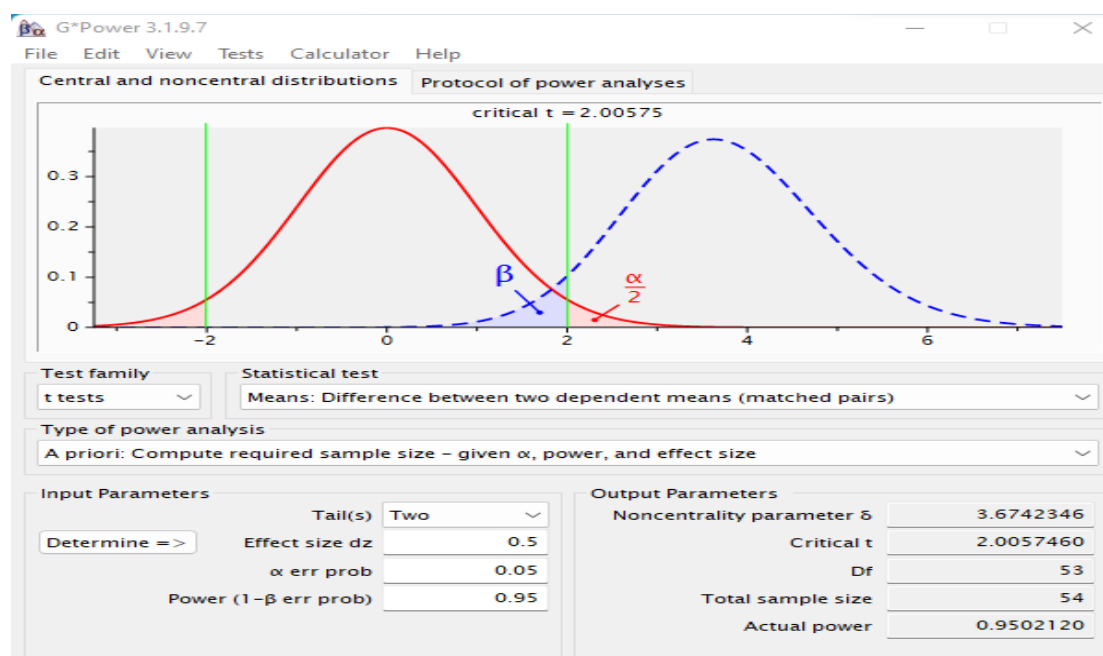 G*Power 3.1.9.7
File Edit View Tests Calculator Help
Central and noncentral distributions Protocol of power analyses
critical t = 2.00575
0.3
0.2
0.1
0
β
α
2
-2 0 2 4 6
Test family Statistical test
t tests Means: Difference between two dependent means (matched pairs)
Type of power analysis
A priori: Compute required sample size - given α, power, and effect size
Input Parameters Output Parameters
Tail(s) Two Noncentrality parameter δ 3.6742346
Determine => Effect size dz 0.5 Critical t 2.0057460
α err prob 0.05 Df 53
Power (1-β err prob) 0.95 Total sample size 54
Actual power 0.9502120